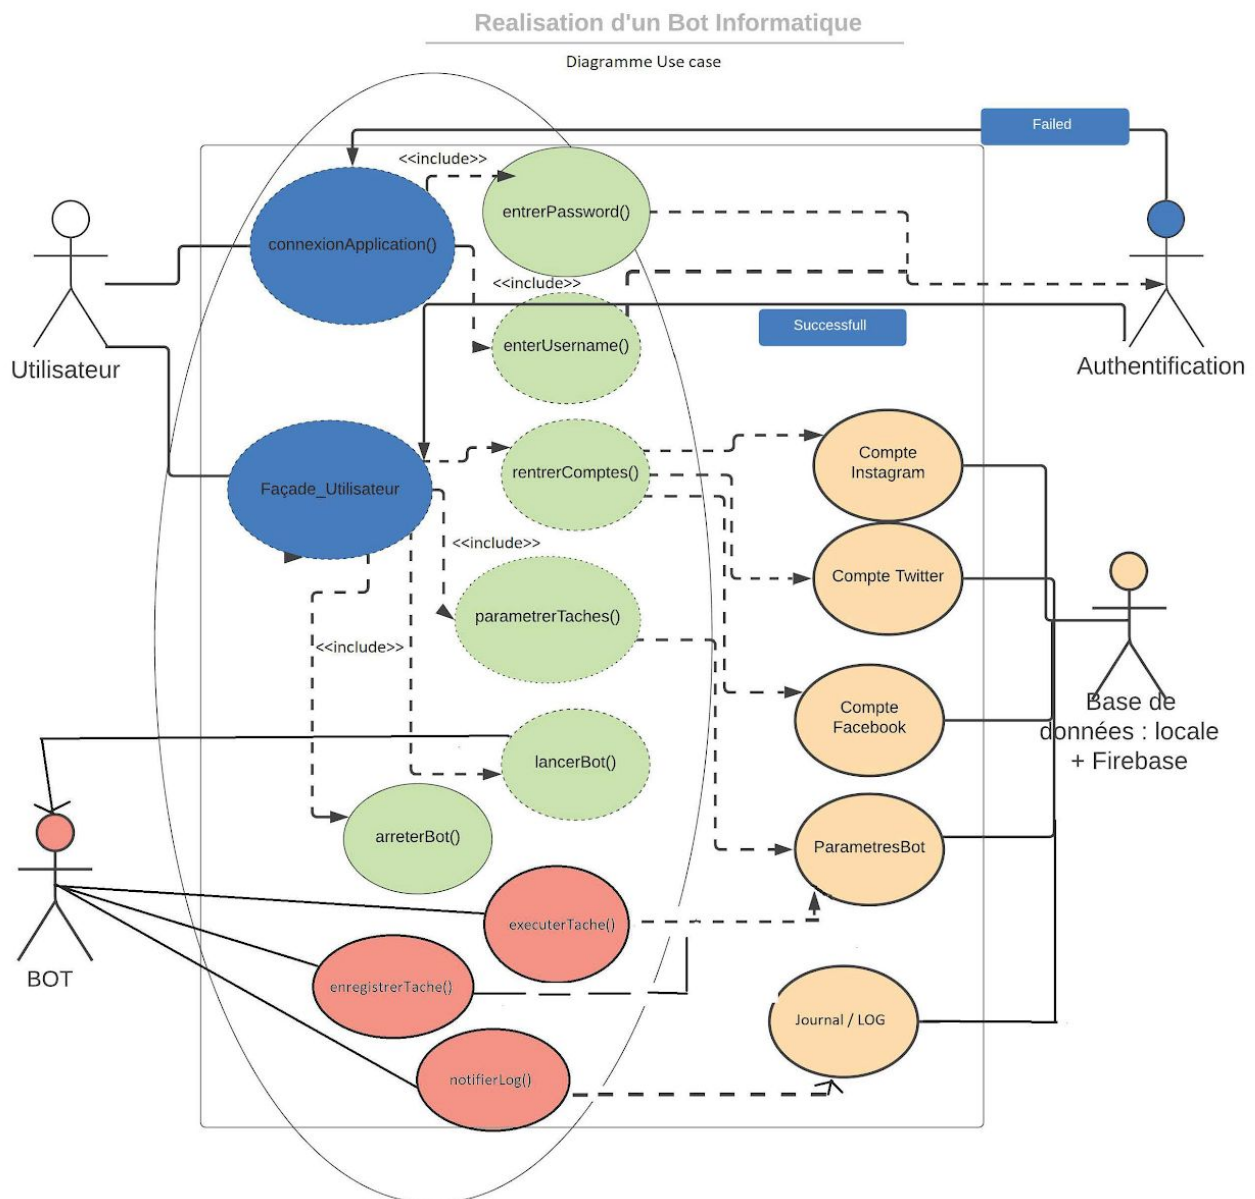 Realisation d'un Bot Informatique
Diagramme Use case
Failed
<<include>>
entrerPassword()
connexionApplication()
<<include>>
Successfull
enterUsername()
Utilisateur
Authentification
Compte
Instagram
rentrerComptes()
Façade_Utilisateur
<<include>>
Compte Twitter
parametrerTaches()
<<include>>
Compte
Facebook
Base de
données : locale
+ Firebase
lancerBot()
arreterBot()
ParametresBot
executerTache()
BOT
enregistrerTache()
Journal / LOG
notifierLog()